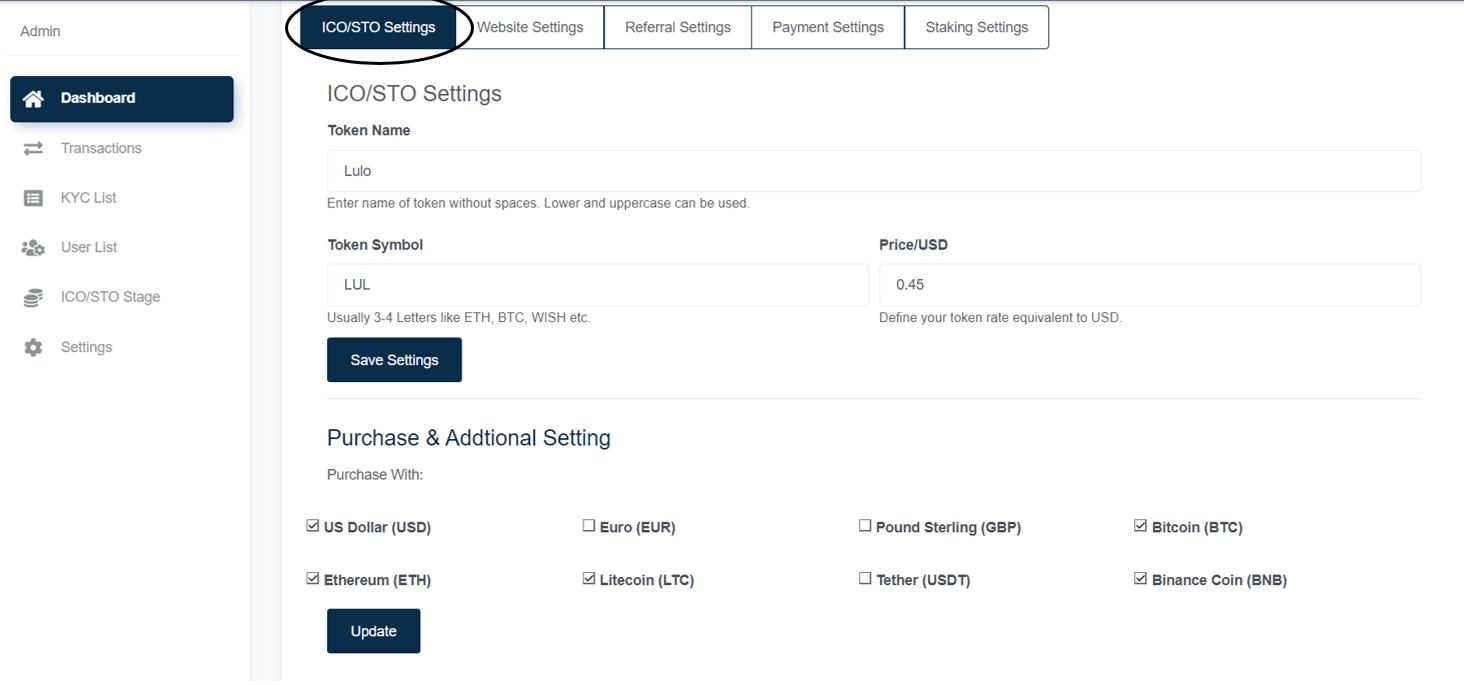 Admin
Dashboard
Transactions
KYC List
User List
ICO/STO Stage
Settings
ICO/STO Settings
Website Settings
Referral Settings
Payment Settings
Staking Settings
ICO/STO Settings
Token Name
Lulo
Enter name of token without spaces. Lower and uppercase can be used.
Token Symbol
LUL
Usually 3-4 Letters like ETH, BTC, WISH etc.
Price/USD
0.45
Define your token rate equivalent to USD.
Save Settings
Purchase & Addtional Setting
Purchase With:
US Dollar (USD)
Euro (EUR)
Pound Sterling (GBP)
Bitcoin (BTC)
Ethereum (ETH)
Litecoin (LTC)
Tether (USDT)
Binance Coin (BNB)
Update